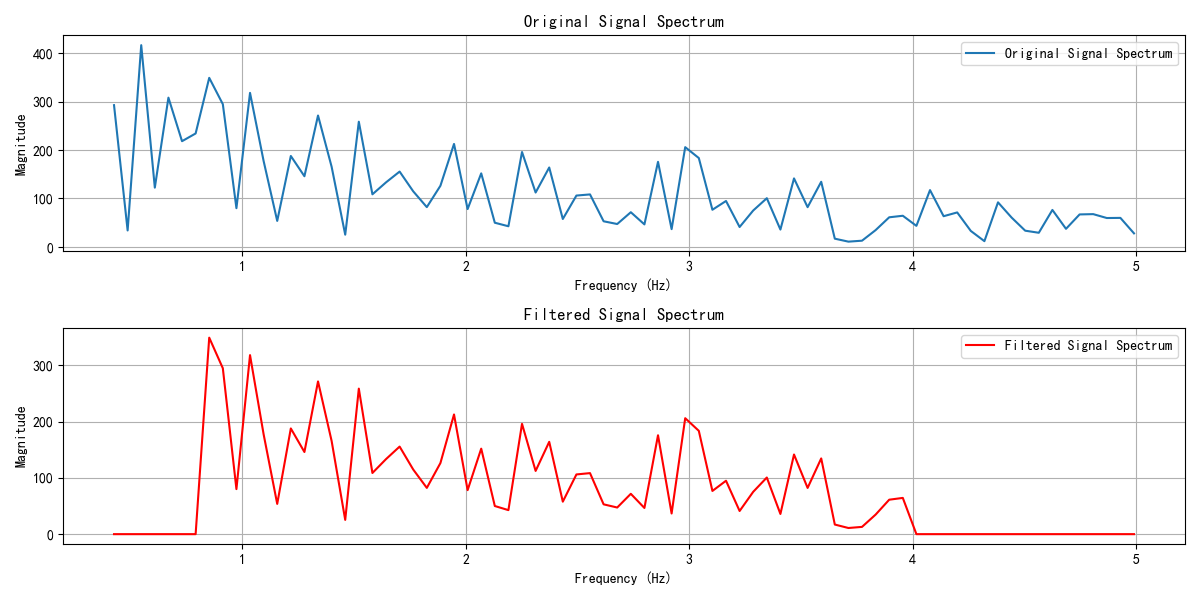 Original Signal Spectrum
Original Signal Spectrum
400
300
200
100
0
Magnitude
1 2 3 4 5
Frequency (Hz)
Filtered Signal Spectrum
Filtered Signal Spectrum
300
200
100
0
Magnitude
1 2 3 4 5
Frequency (Hz)